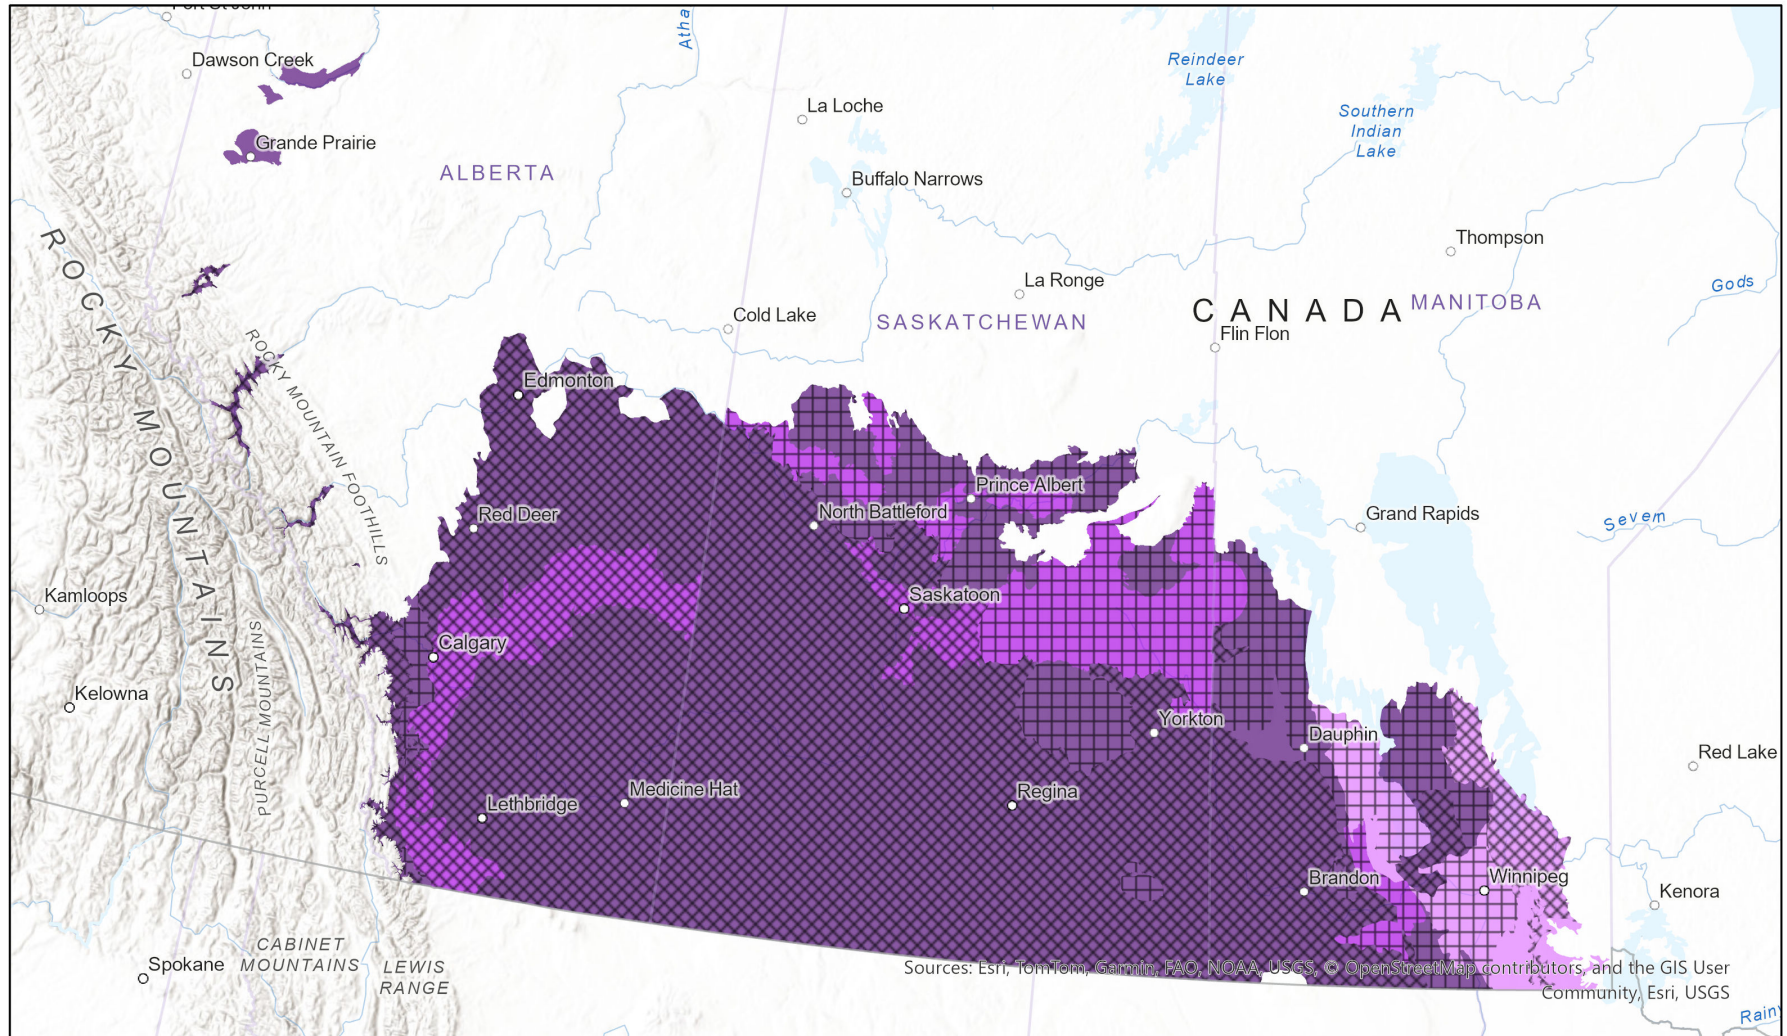 Fort St John
Dawson Creek
Grande Prairie
ALBERTA
Atha
La Loche
Buffalo Narrows
Reindeer
Lake
Southern
Indian
Lake
Thompson
Gods
La Ronge
CANADA
MANITOBA
SASKATCHEWAN
Cold Lake
Flin Flon
ROCKY MOUNTAINS
ROCKY MOUNTAIN FOOTHILLS
Edmonton
Prince Albert
Red Deer
North Battleford
Grand Rapids
Severn
Kamloops
Saskatoon
Calgary
Kelowna
PURCELL MOUNTAINS
Yorkton
Dauphin
Red Lake
Lethbridge
Medicine Hat
Regina
Brandon
Winnipeg
Kenora
CABINET
MOUNTAINS
Spokane
LEWIS
RANGE
Sources: Esri, TomTom, Garmin, FAO, NOAA, USGS, © OpenStreetMap contributors, and the GIS User
Community, Esri, USGS
Rain